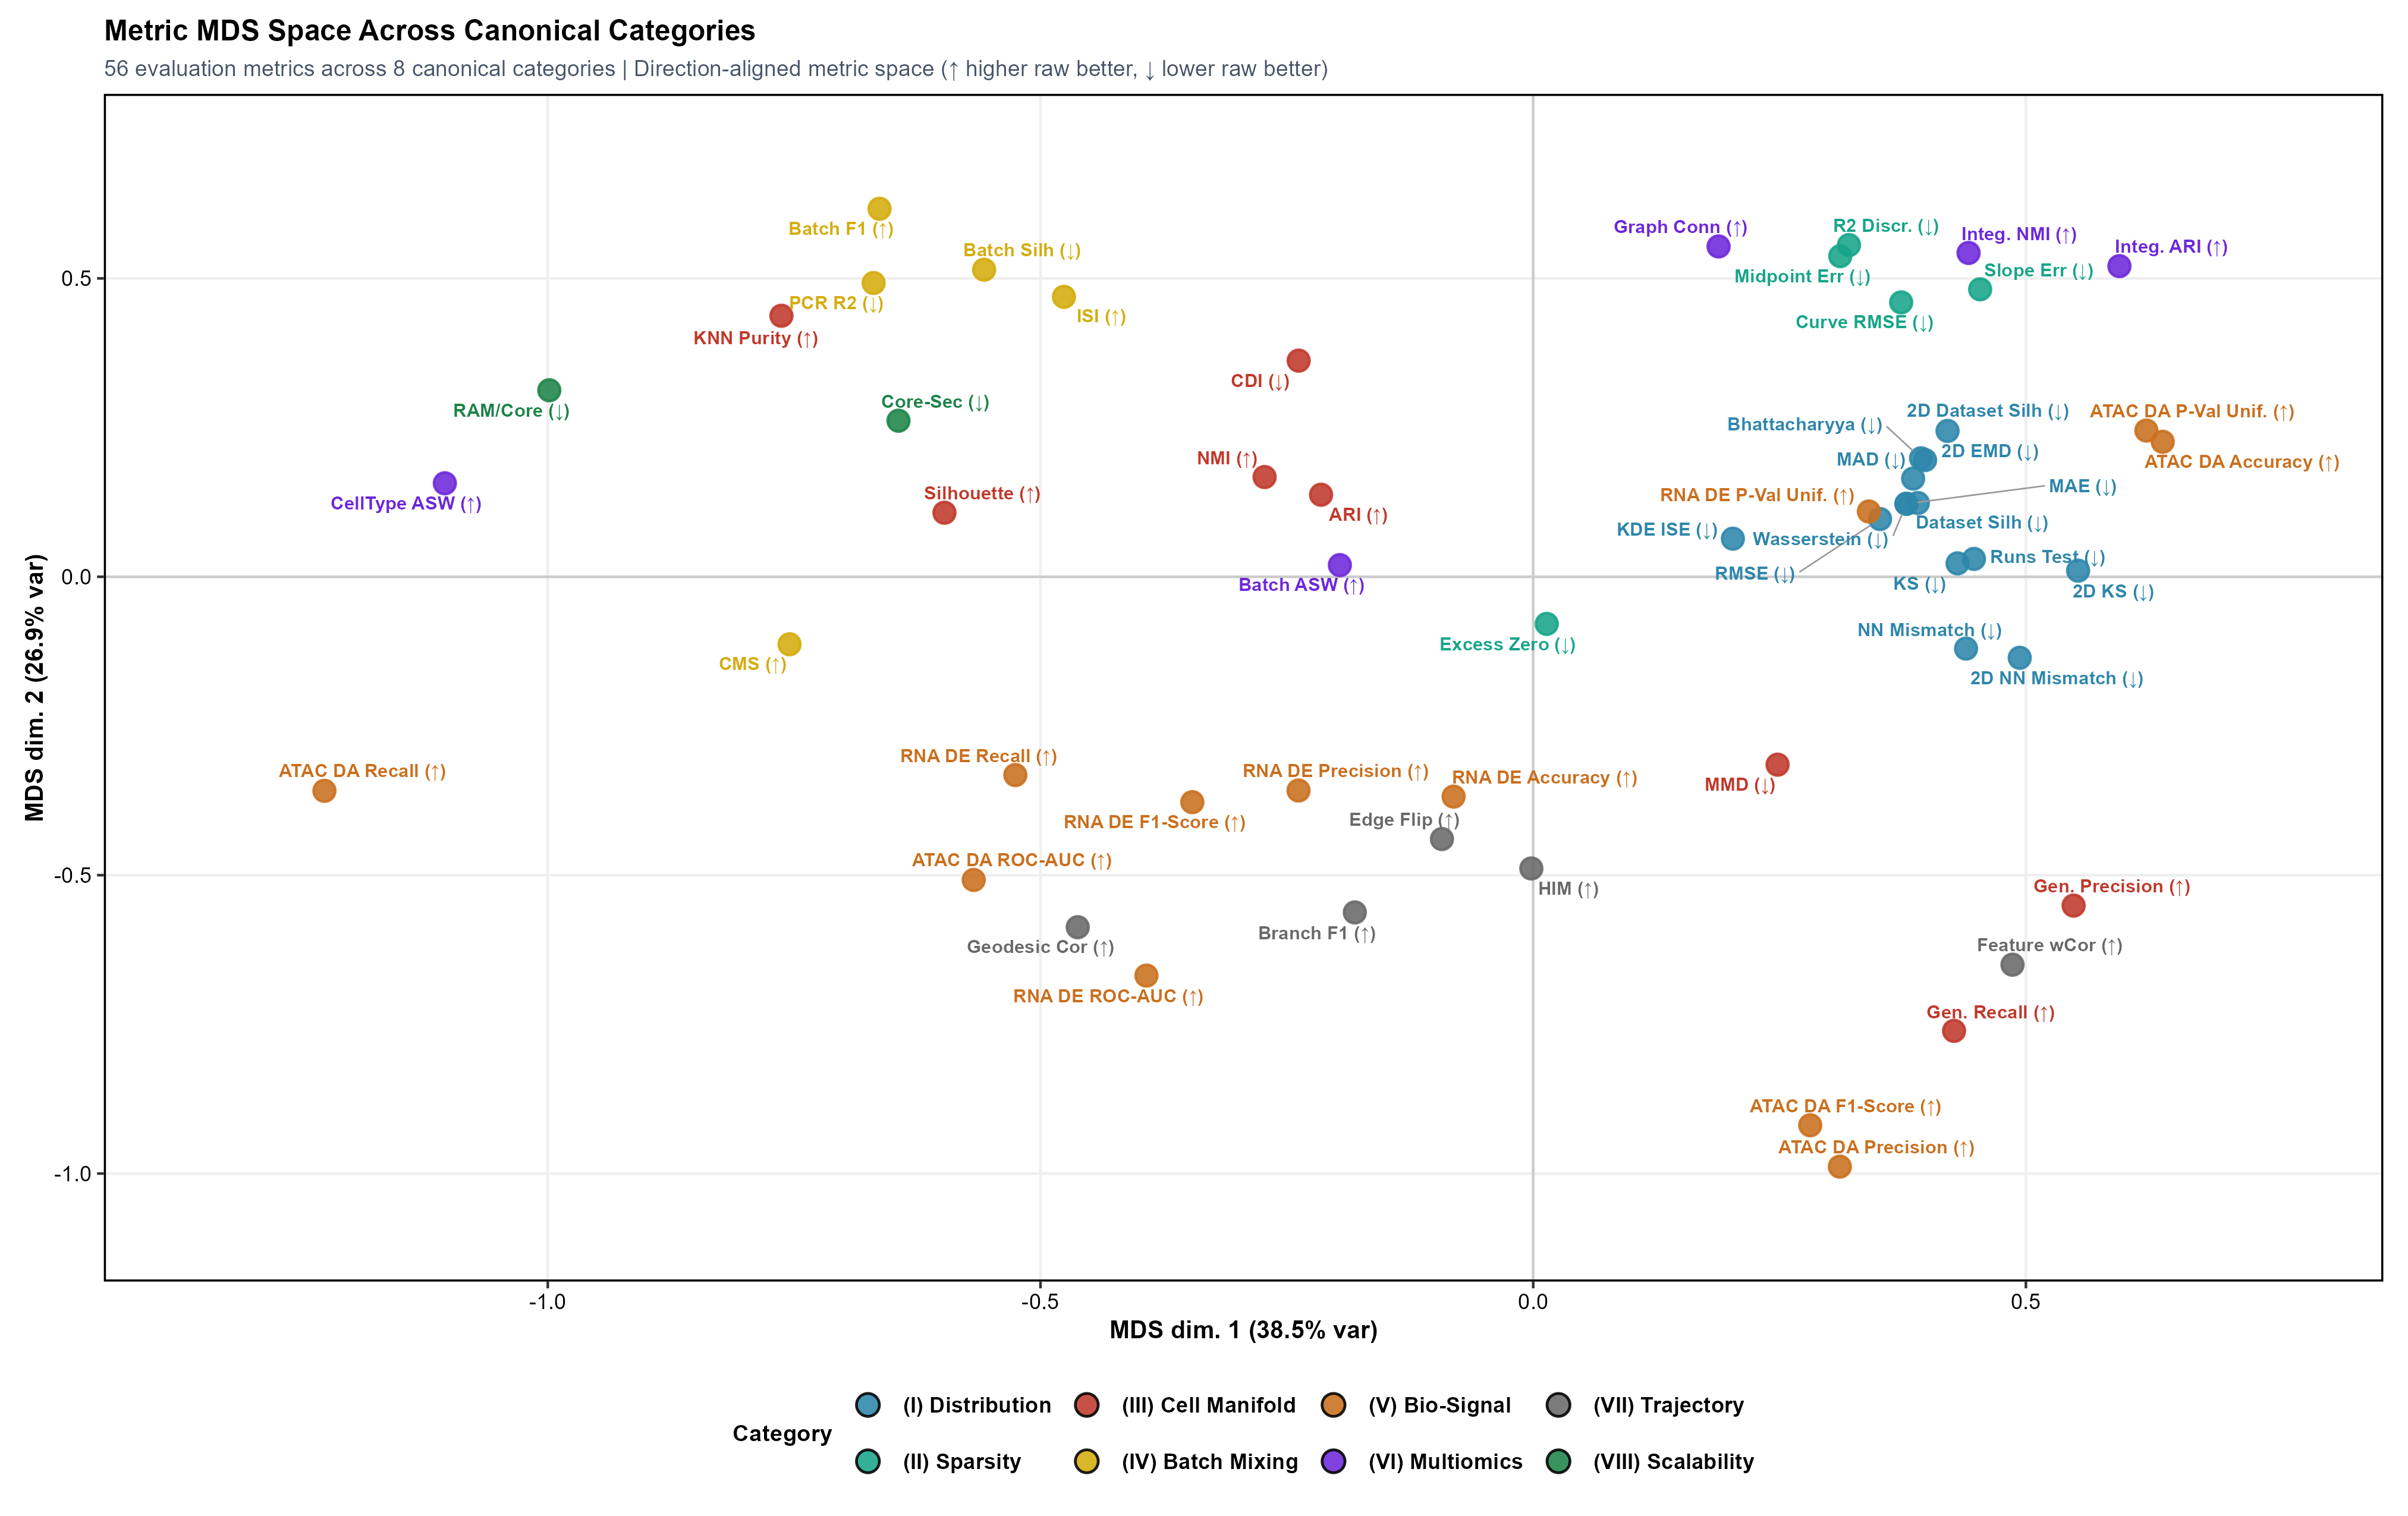 Metric MDS Space Across Canonical Categories
56 evaluation metrics across 8 canonical categories | Direction-aligned metric space (↑ higher raw better, ↓ lower raw better)
MDS dim. 2 (26.9% var)
0.5
0.0
-0.5
-1.0
Batch F1 (↑)
Batch Silh (↓)
PCR R2 (↓)
ISI (↑)
KNN Purity (↑)
CDI (↓)
RAM/Core (↓)
Core-Sec (↓)
NMI (↑)
CellType ASW (↑)
Silhouette (↑)
ARI (↑)
Batch ASW (↑)
Graph Conn (↑)
R2 Discr. (↓)
Integ. NMI (↑)
Integ. ARI (↑)
Midpoint Err (↓)
Slope Err (↓)
Curve RMSE (↓)
2D Dataset Silh (↓)
ATAC DA P-Val Unif. (↑)
Bhattacharyya (↓)
2D EMD (↓)
MAD (↓)
ATAC DA Accuracy (↑)
MAE (↓)
RNA DE P-Val Unif. (↑)
Dataset Silh (↓)
KDE ISE (↓)
Wasserstein (↓)
Runs Test (↓)
RMSE (↓)
KS (↓)
2D KS (↓)
Excess Zero (↓)
NN Mismatch (↓)
2D NN Mismatch (↓)
CMS (↑)
ATAC DA Recall (↑)
RNA DE Recall (↑)
RNA DE Precision (↑)
RNA DE Accuracy (↑)
MMD (↓)
RNA DE F1-Score (↑)
Edge Flip (↑)
ATAC DA ROC-AUC (↑)
HIM (↑)
Gen. Precision (↑)
Branch F1 (↑)
Geodesic Cor (↑)
Feature wCor (↑)
RNA DE ROC-AUC (↑)
Gen. Recall (↑)
ATAC DA F1-Score (↑)
ATAC DA Precision (↑)
-1.0 -0.5 0.0 0.5
MDS dim. 1 (38.5% var)
Category
(I) Distribution (III) Cell Manifold (V) Bio-Signal (VII) Trajectory
(II) Sparsity (IV) Batch Mixing (VI) Multiomics (VIII) Scalability